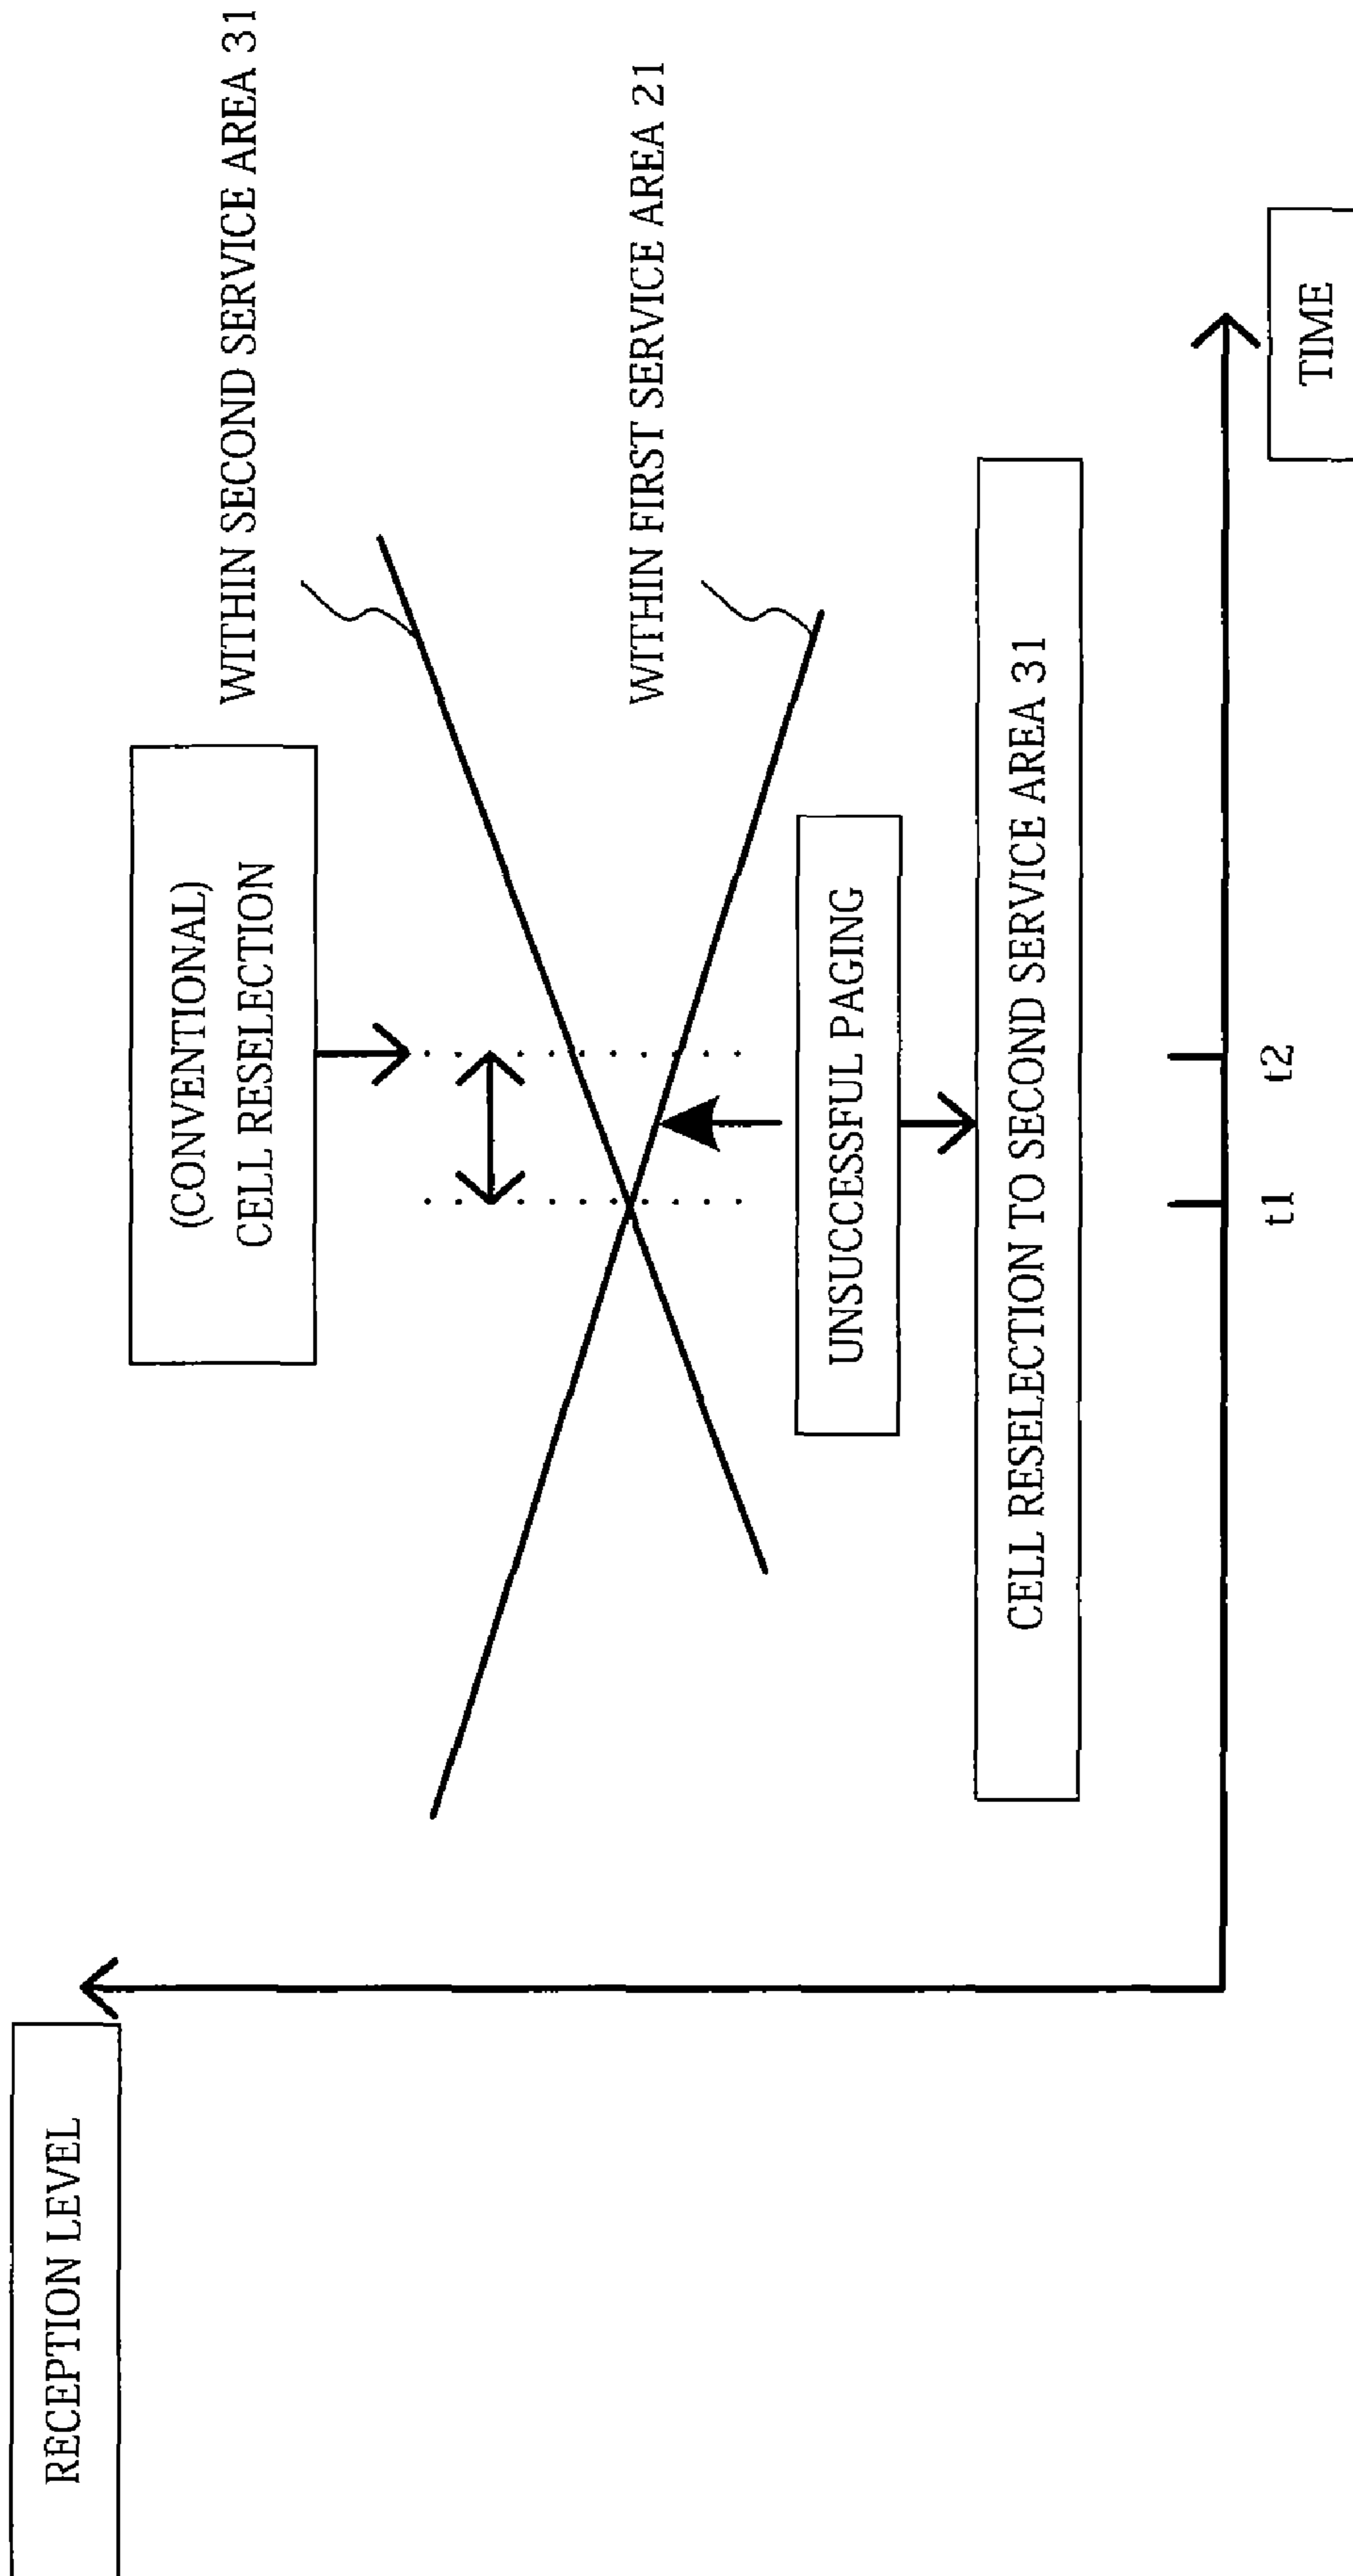 RECEPTION LEVEL
(CONVENTIONAL)
CELL RESELECTION
WITHIN SECOND SERVICE AREA 31
WITHIN FIRST SERVICE AREA 21
UNSUCCESSFUL PAGING
CELL RESELECTION TO SECOND SERVICE AREA 31
t1
t2
TIME